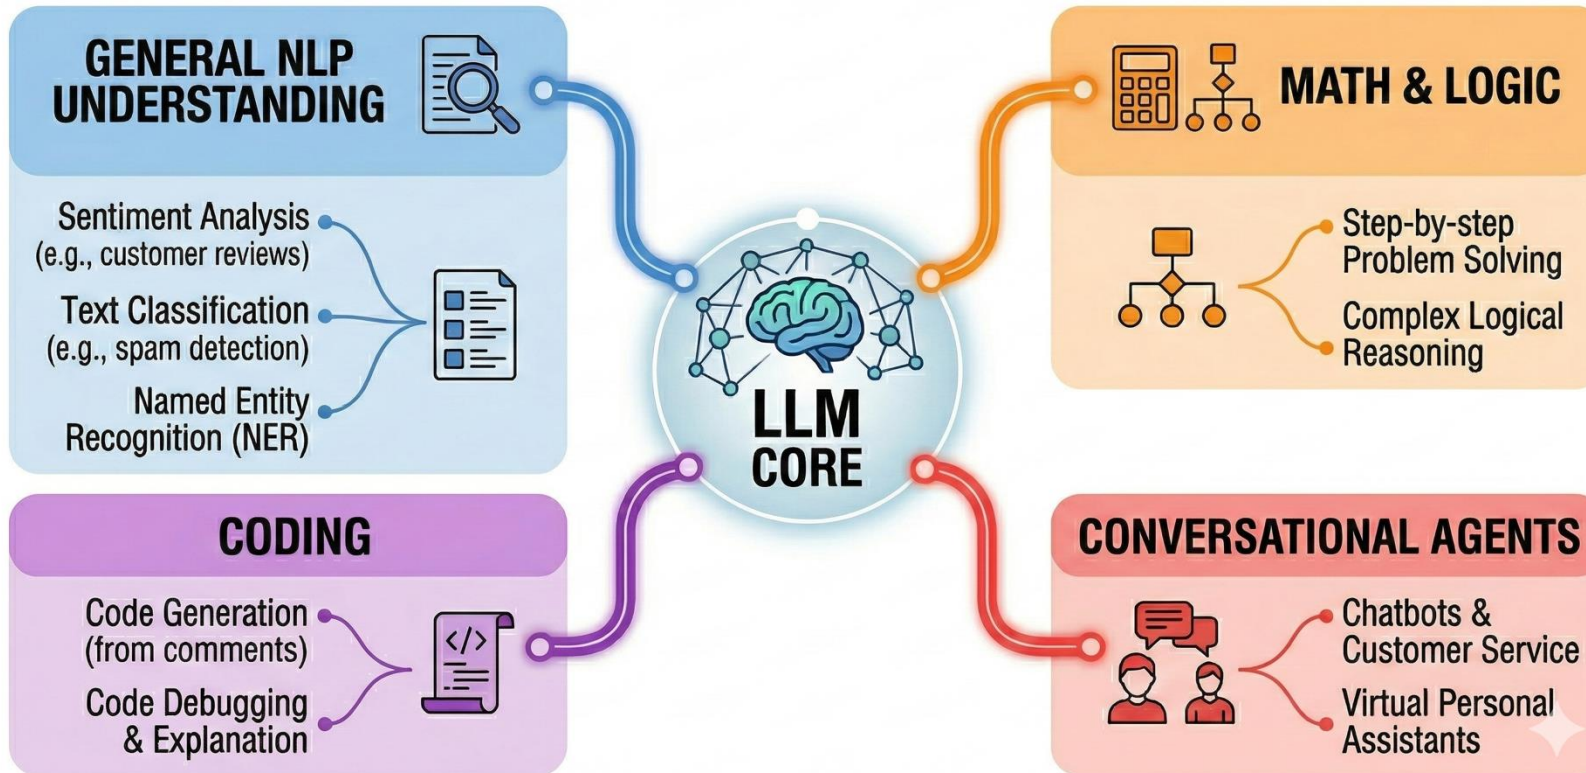 GENERAL NLP
UNDERSTANDING
Sentiment Analysis
(e.g., customer reviews)
Text Classification
(e.g., spam detection)
Named Entity
Recognition (NER)
MATH & LOGIC
Step-by-step
Problem Solving
Complex Logical
Reasoning
LLM
CORE
CODING
</>
Code Generation
(from comments)
Code Debugging
& Explanation
CONVERSATIONAL AGENTS
Chatbots &
Customer Service
Virtual Personal
Assistants